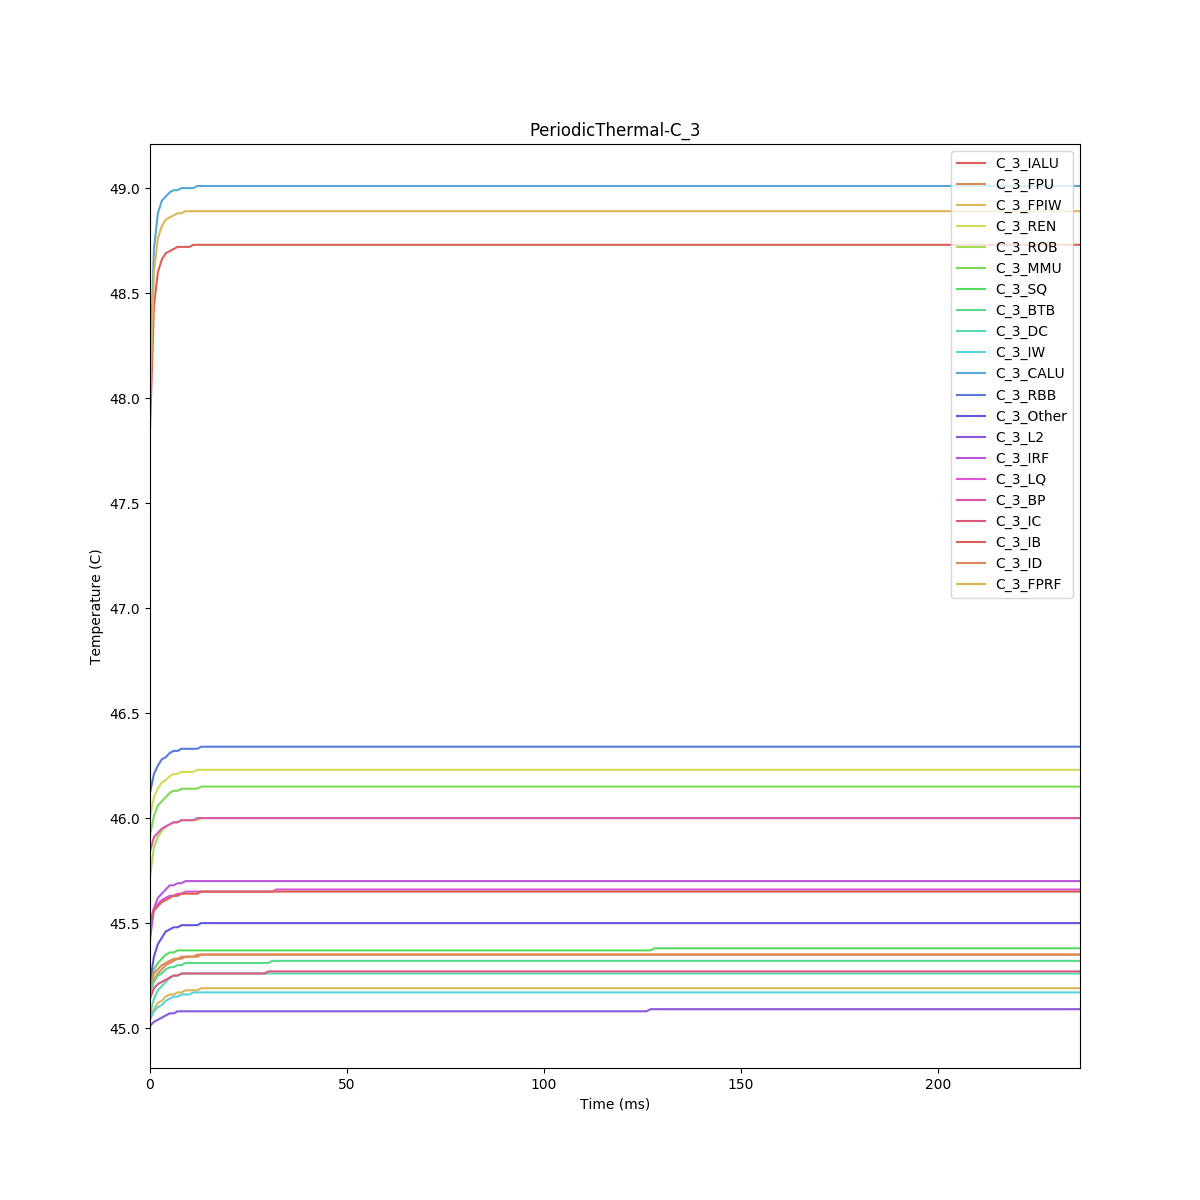 PeriodicThermal-C_3
49.0
48.5
48.0
47.5
47.0
46.5
46.0
45.5
45.0
Temperature (C)
0
50
100
150
200
Time (ms)
C_3_IALU
C_3_FPU
C_3_FPIW
C_3_REN
C_3_ROB
C_3_MMU
C_3_SQ
C_3_BTB
C_3_DC
C_3_IW
C_3_CALU
C_3_RBB
C_3_Other
C_3_L2
C_3_IRF
C_3_LQ
C_3_BP
C_3_IC
C_3_IB
C_3_ID
C_3_FPRF